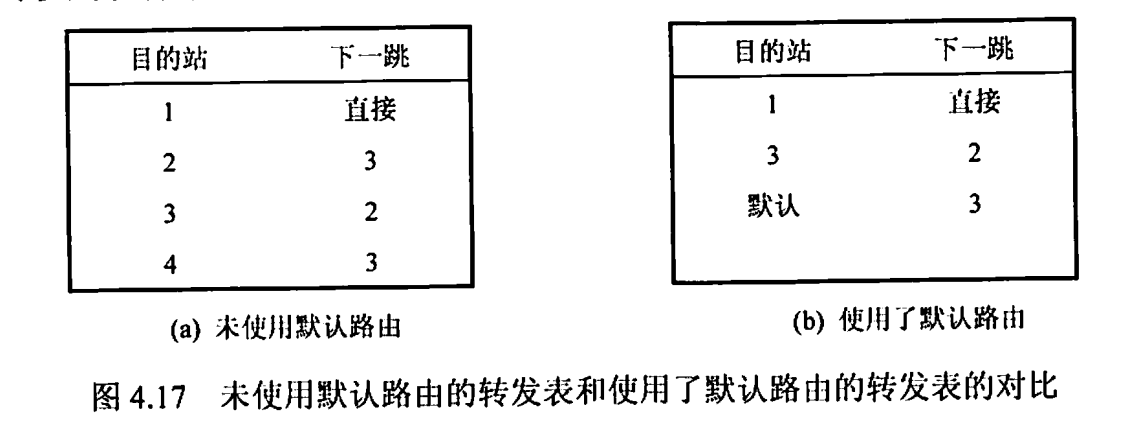 目的站 下一跳
1 直接
2 3
3 2
4 3
(a) 未使用默认路由
目的站 下一跳
1 直接
3 2
默认 3
(b) 使用了默认路由
图 4.17 未使用默认路由的转发表和使用了默认路由的转发表的对比